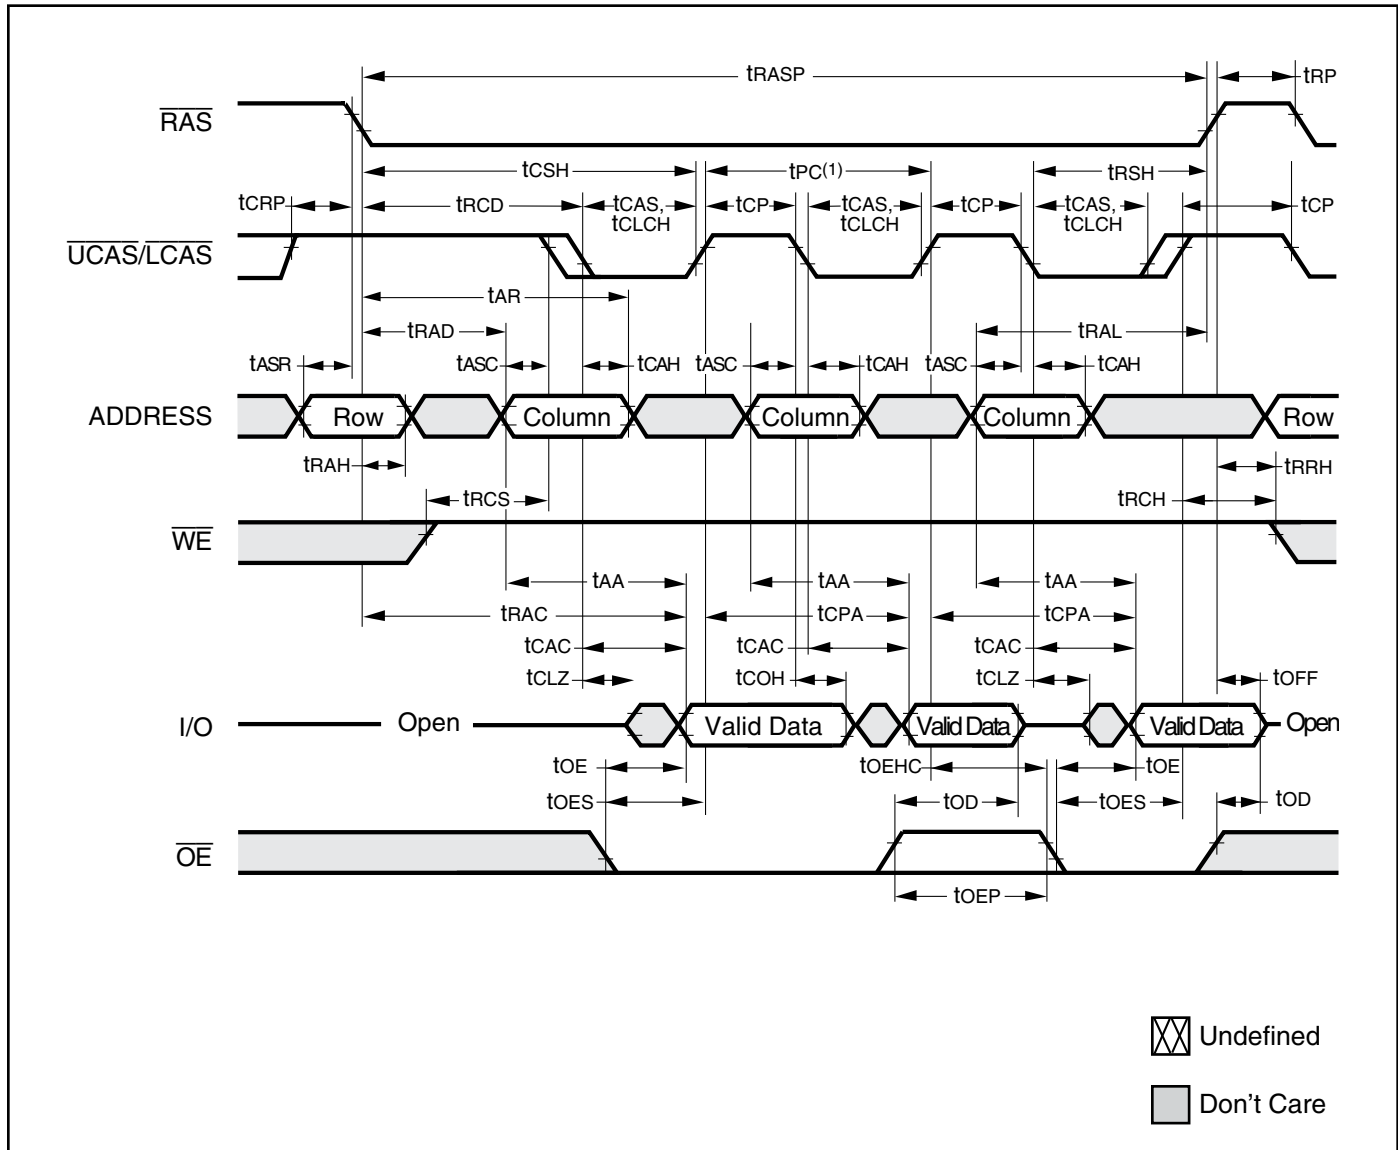 tRASP tRP
RAS
tCSH tPC(1) tRSH
tCRP tRCD tCAS, tCLCH tCP tCAS, tCLCH tCP tCAS, tCLCH tCP
UCAS/LCAS
tAR
tRAD tRAL
tASR tASC tCAH tASC tCAH tASC tCAH
ADDRESS Row Column Column Column Row
tRAH tRRH
tRCS tRCH
WE
tAA tAA tAA
tRAC tCPA tCPA
tCAC tCAC tCAC
tCLZ tCOH tCLZ tOFF
I/O Open Valid Data Valid Data Valid Data Open
tOE tOEHC tOE
tOES tOD tOES tOD
OE
tOEP
Undefined
Don't Care